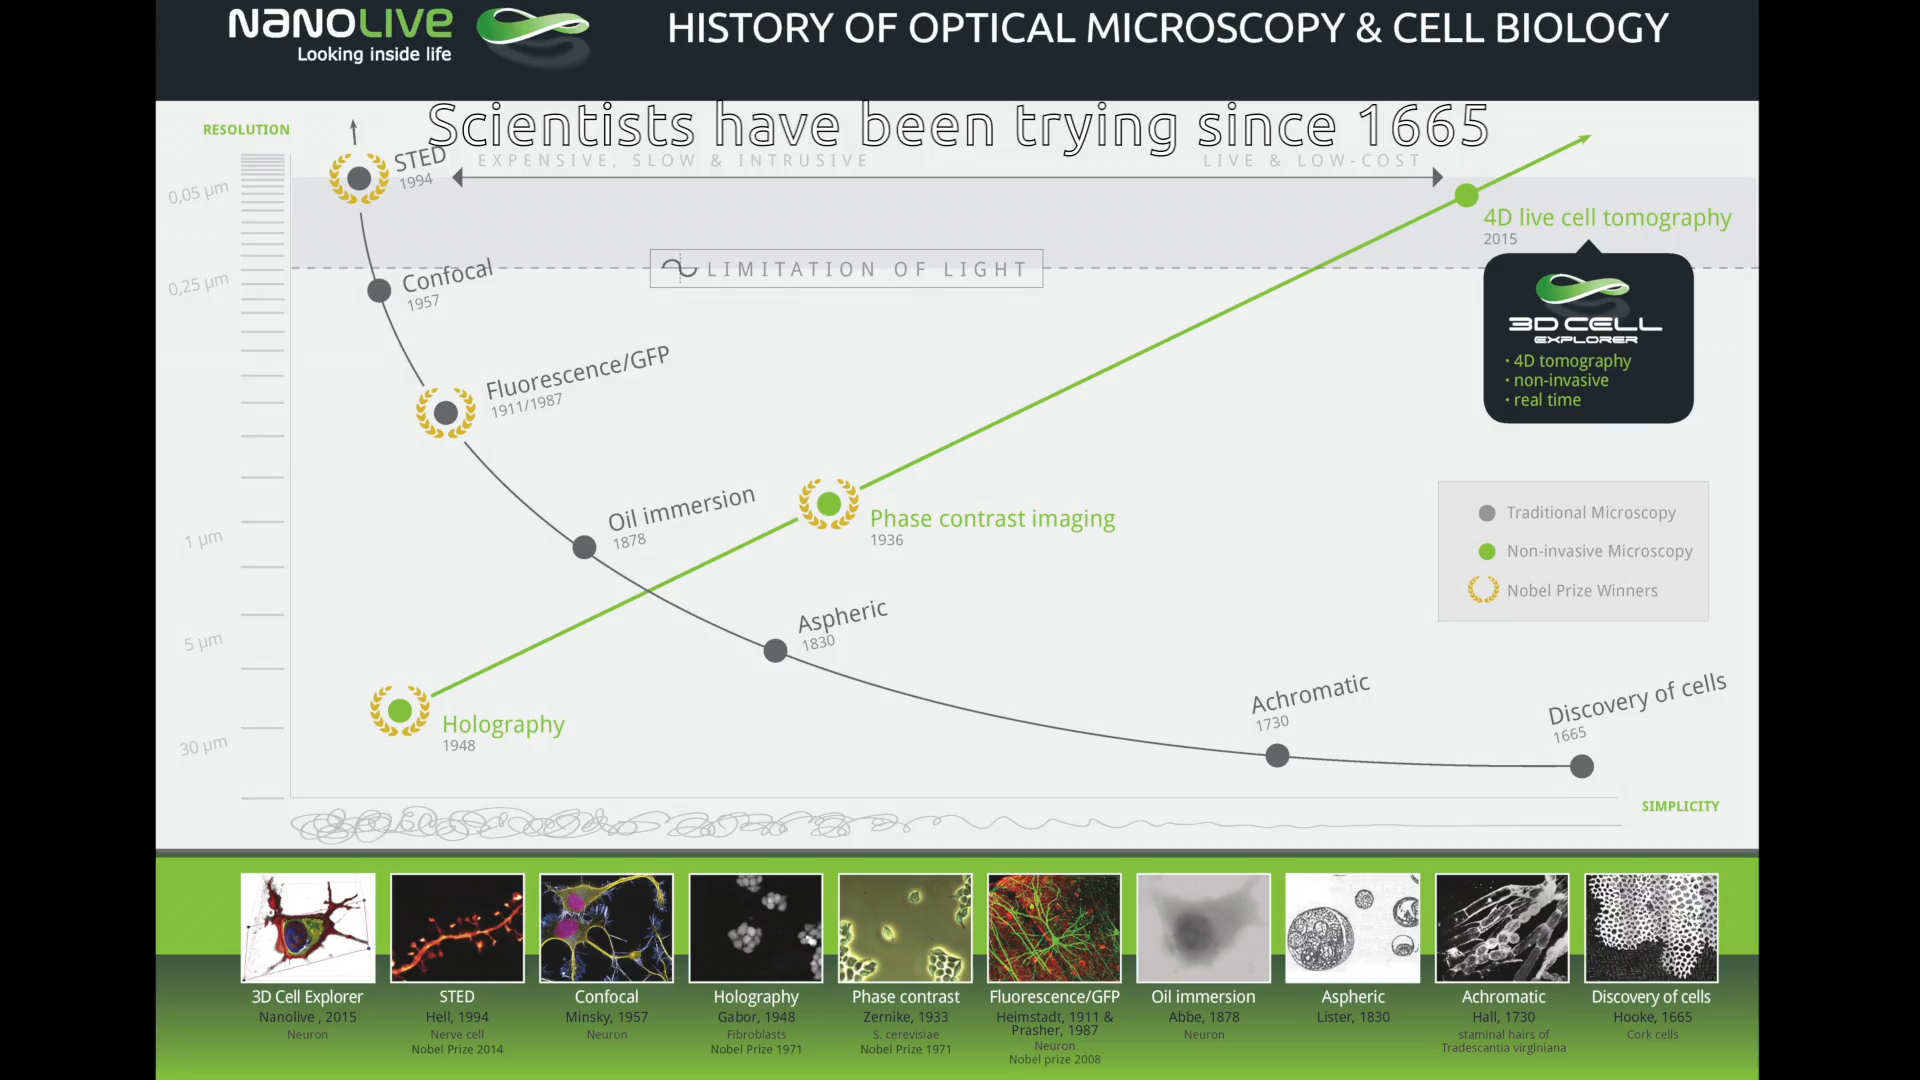 NANOLIVE
Looking inside life
HISTORY OF OPTICAL MICROSCOPY & CELL BIOLOGY
Scientists have been trying since 1665
RESOLUTION
EXPENSIVE, SLOW & INTRUSIVE
LIVE & LOW-COST
STED
1994
0,05 µm
4D live cell tomography
2015
LIMITATION OF LIGHT
Confocal
1957
0,25 µm
3D CELL
EXPLORER
· 4D tomography
· non-invasive
· real time
Fluorescence/GFP
1911/1987
Oil immersion
1878
Phase contrast imaging
1936
1 µm
Traditional Microscopy
Non-invasive Microscopy
Nobel Prize Winners
Aspheric
1830
5 µm
Achromatic
1730
Discovery of cells
1665
Holography
1948
30 µm
SIMPLICITY
3D Cell Explorer
Nanolive , 2015
Neuron
STED
Hell, 1994
Nerve cell
Nobel Prize 2014
Confocal
Minsky, 1957
Neuron
Holography
Gabor, 1948
Fibroblasts
Nobel Prize 1971
Phase contrast
Zernike, 1933
S. cerevisiae
Nobel Prize 1971
Fluorescence/GFP
Heimstadt, 1911 &
Prasher, 1987
Neuron
Nobel prize 2008
Oil immersion
Abbe, 1878
Neuron
Aspheric
Lister, 1830
Achromatic
Hall, 1730
staminal hairs of
Tradescantia virginiana
Discovery of cells
Hooke, 1665
Cork cells